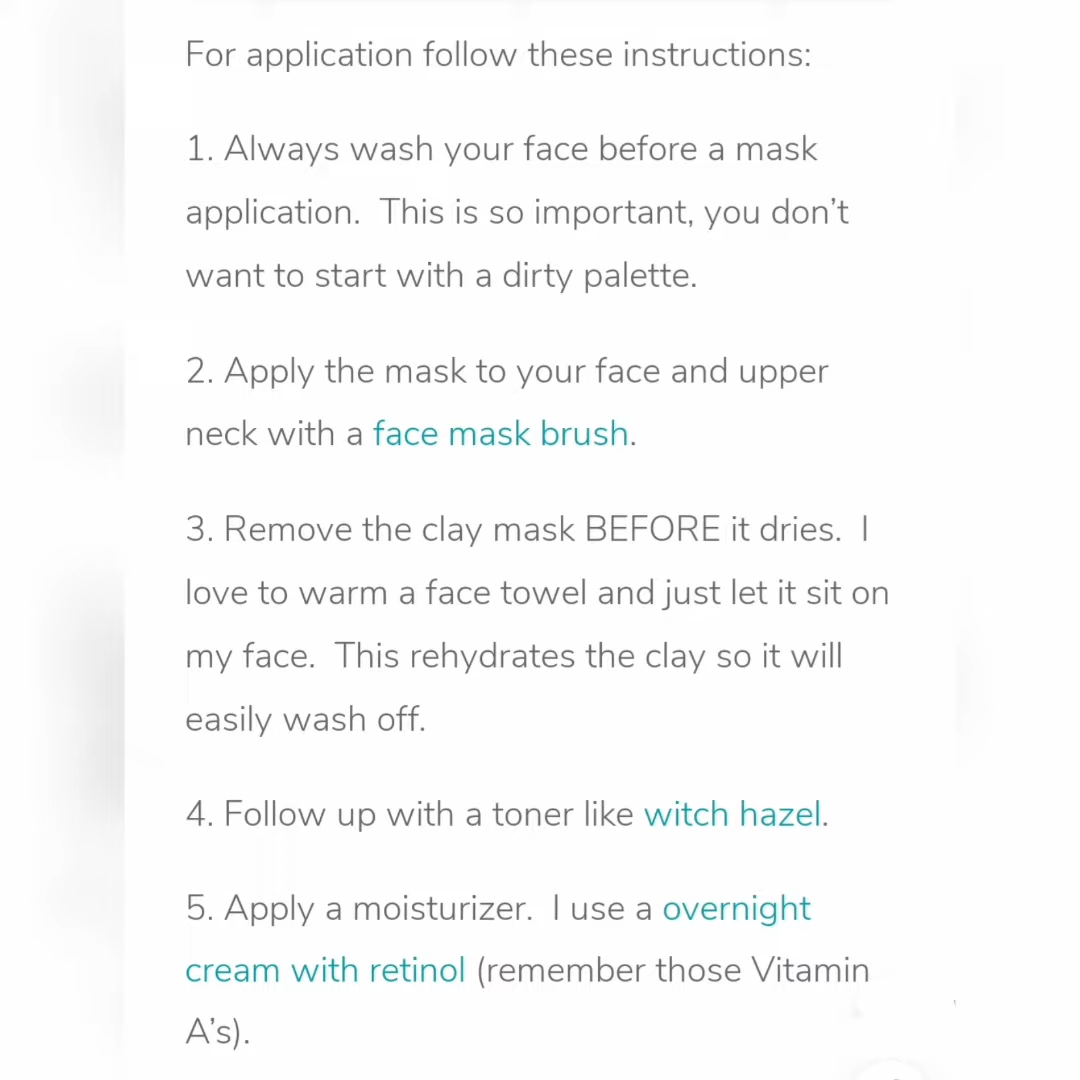 For application follow these instructions:
1. Always wash your face before a mask
application.  This is so important, you don’t
want to start with a dirty palette.
2. Apply the mask to your face and upper
neck with a face mask brush.
3. Remove the clay mask BEFORE it dries.  I
love to warm a face towel and just let it sit on
my face.  This rehydrates the clay so it will
easily wash off.
4. Follow up with a toner like witch hazel.
5. Apply a moisturizer.  I use a overnight
cream with retinol (remember those Vitamin
A’s).